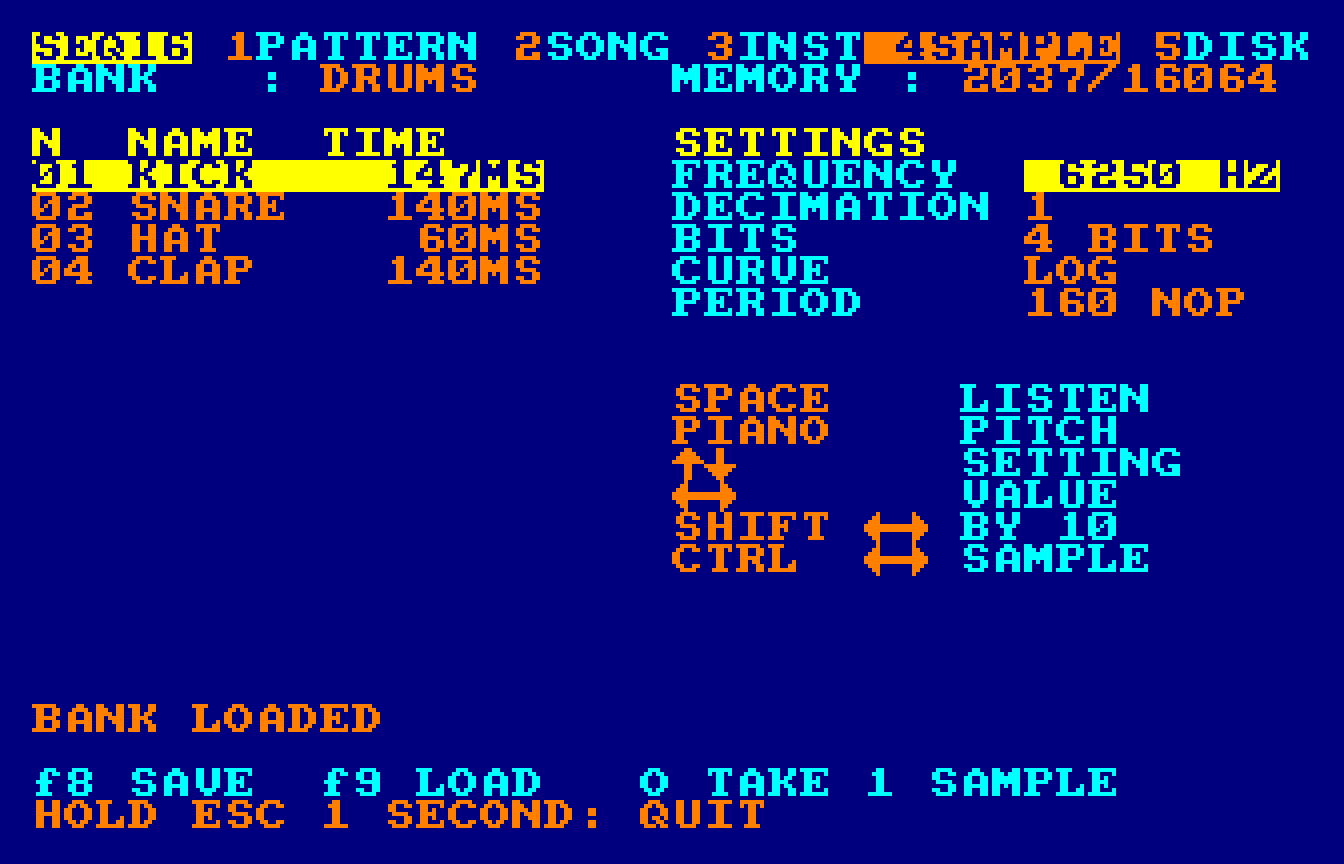 SEQ16 1PATTERN 2SONG 3INST 4SAMPLE 5DISK
BANK : DRUMS MEMORY : 2037/16064
N NAME TIME SETTINGS
01 KICK 147MS FREQUENCY 6250 HZ
02 SNARE 140MS DECIMATION 1
03 HAT 60MS BITS 4 BITS
04 CLAP 140MS CURVE LOG
PERIOD 160 NOP
SPACE LISTEN
PIANO PITCH
↑↓ SETTING
↔ VALUE
SHIFT ↔ BY 10
CTRL ↔ SAMPLE
BANK LOADED
f8 SAVE f9 LOAD O TAKE 1 SAMPLE
HOLD ESC 1 SECOND: QUIT